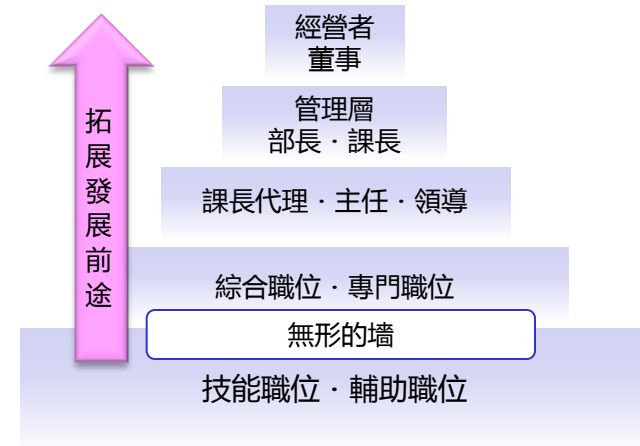 經營者
董事
管理層
部長・課長
課長代理・主任・領導
綜合職位・專門職位
無形的墻
技能職位・輔助職位
拓展發展前途